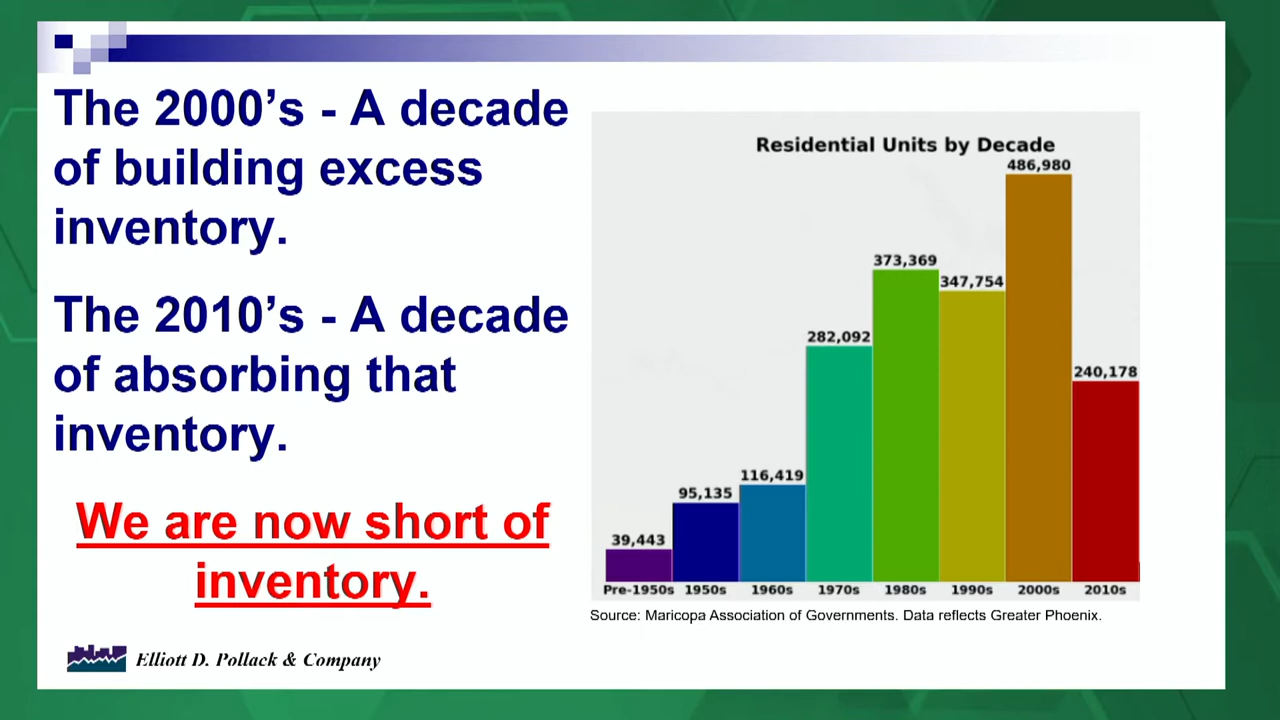 The 2000's - A decade
of building excess
inventory.
The 2010's - A decade
of absorbing that
inventory.
We are now short of
inventory.
Elliott D. Pollack & Company
Residential Units by Decade
486,980
373,369
347,754
282,092
240,178
116,419
95,135
39,443
Pre-1950s 1950s 1960s 1970s 1980s 1990s 2000s 2010s
Source: Maricopa Association of Governments. Data reflects Greater Phoenix.